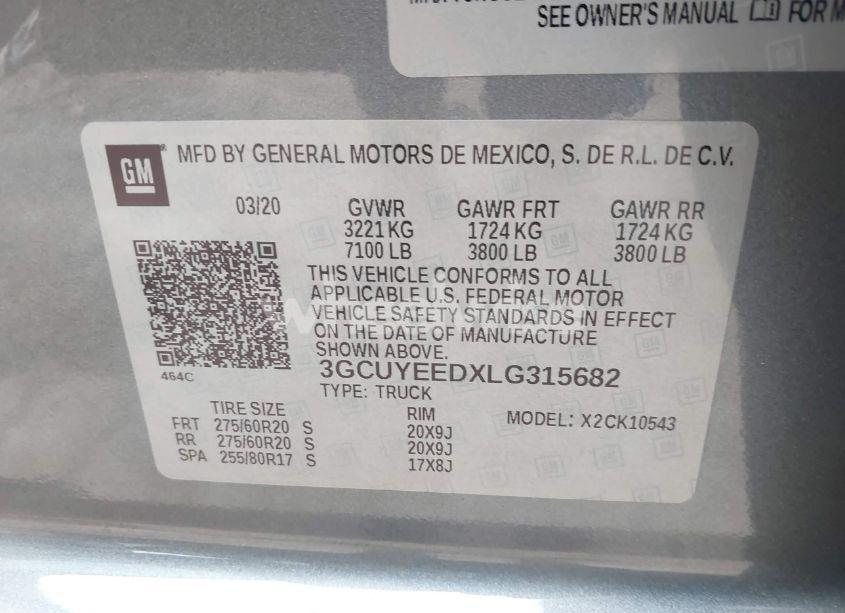 SEE OWNER'S MANUAL FOR M
GM MFD BY GENERAL MOTORS DE MEXICO, S. DE R.L. DE C.V.
03/20 GVWR GAWR FRT GAWR RR
3221 KG 1724 KG 1724 KG
7100 LB 3800 LB 3800 LB
THIS VEHICLE CONFORMS TO ALL
APPLICABLE U.S. FEDERAL MOTOR
VEHICLE SAFETY STANDARDS IN EFFECT
ON THE DATE OF MANUFACTURE
SHOWN ABOVE.
464C 3GCUYEEDXLG315682
TYPE: TRUCK
TIRE SIZE RIM MODEL: X2CK10543
FRT 275/60R20 S 20X9J
RR 275/60R20 S 20X9J
SPA 255/80R17 S 17X8J